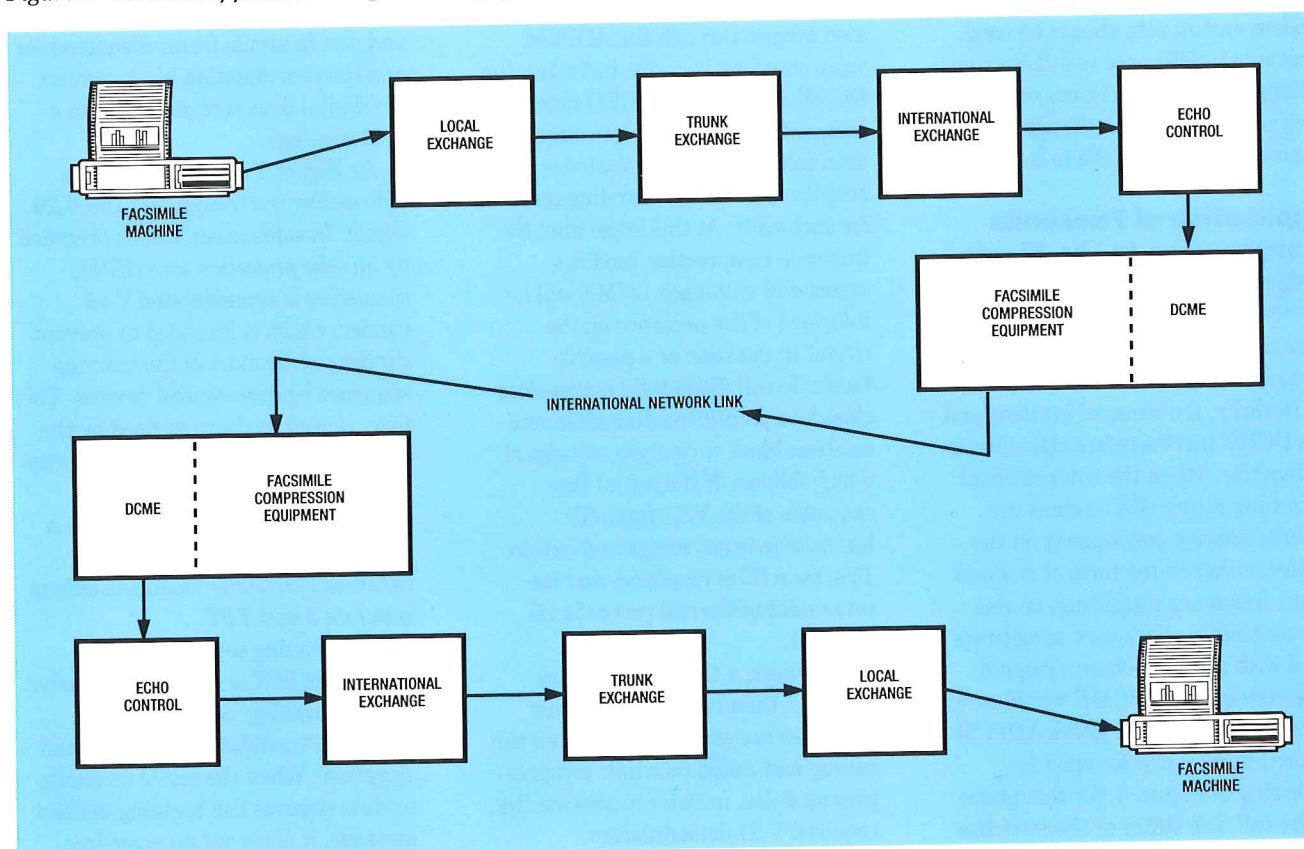 FACSIMILE
MACHINE
LOCAL
EXCHANGE
TRUNK
EXCHANGE
INTERNATIONAL
EXCHANGE
ECHO
CONTROL
FACSIMILE
COMPRESSION
EQUIPMENT
DCME
INTERNATIONAL NETWORK LINK
DCME
FACSIMILE
COMPRESSION
EQUIPMENT
ECHO
CONTROL
INTERNATIONAL
EXCHANGE
TRUNK
EXCHANGE
LOCAL
EXCHANGE
FACSIMILE
MACHINE